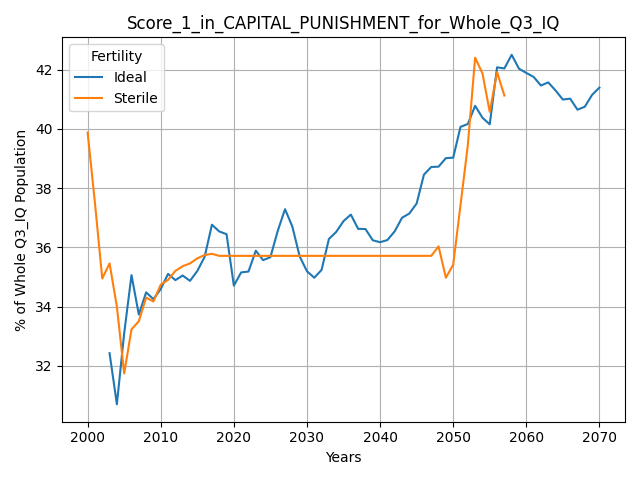 Score_1_in_CAPITAL_PUNISHMENT_for_Whole_Q3_IQ
Fertility
Ideal
Sterile
% of Whole Q3_IQ Population
42
40
38
36
34
32
2000
2010
2020
2030
2040
2050
2060
2070
Years